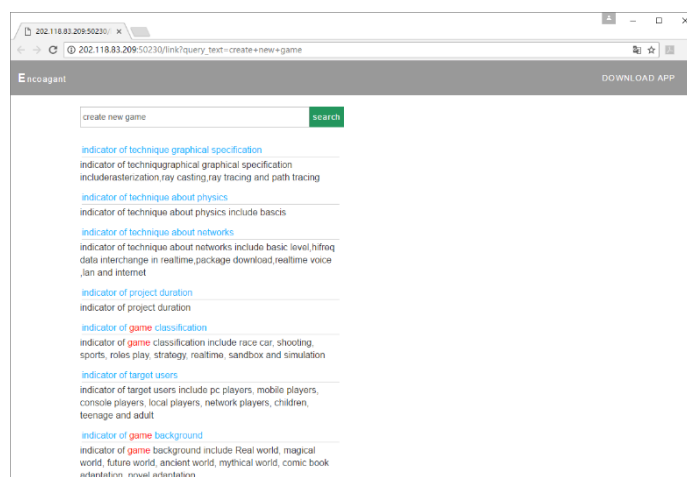 202.118.83.209:50230/
202.118.83.209:50230/link?query_text=create+new+game
Encoagant
DOWNLOAD APP
create new game
search
indicator of technique graphical specification
indicator of techniqugraphical graphical specification
includerasterization,ray casting,ray tracing and path tracing
indicator of technique about physics
indicator of technique about physics include bascis
indicator of technique about networks
indicator of technique about networks include basic level,hifreq
data interchange in realtime,package download,realtime voice
,lan and internet
indicator of project duration
indicator of project duration
indicator of game classification
indicator of game classification include race car, shooting,
sports, roles play, strategy, realtime, sandbox and simulation
indicator of target users
indicator of target users include pc players, mobile players,
console players, local players, network players, children,
teenage and adult
indicator of game background
indicator of game background include Real world, magical
world, future world, ancient world, mythical world, comic book
adaptation, novel adaptation